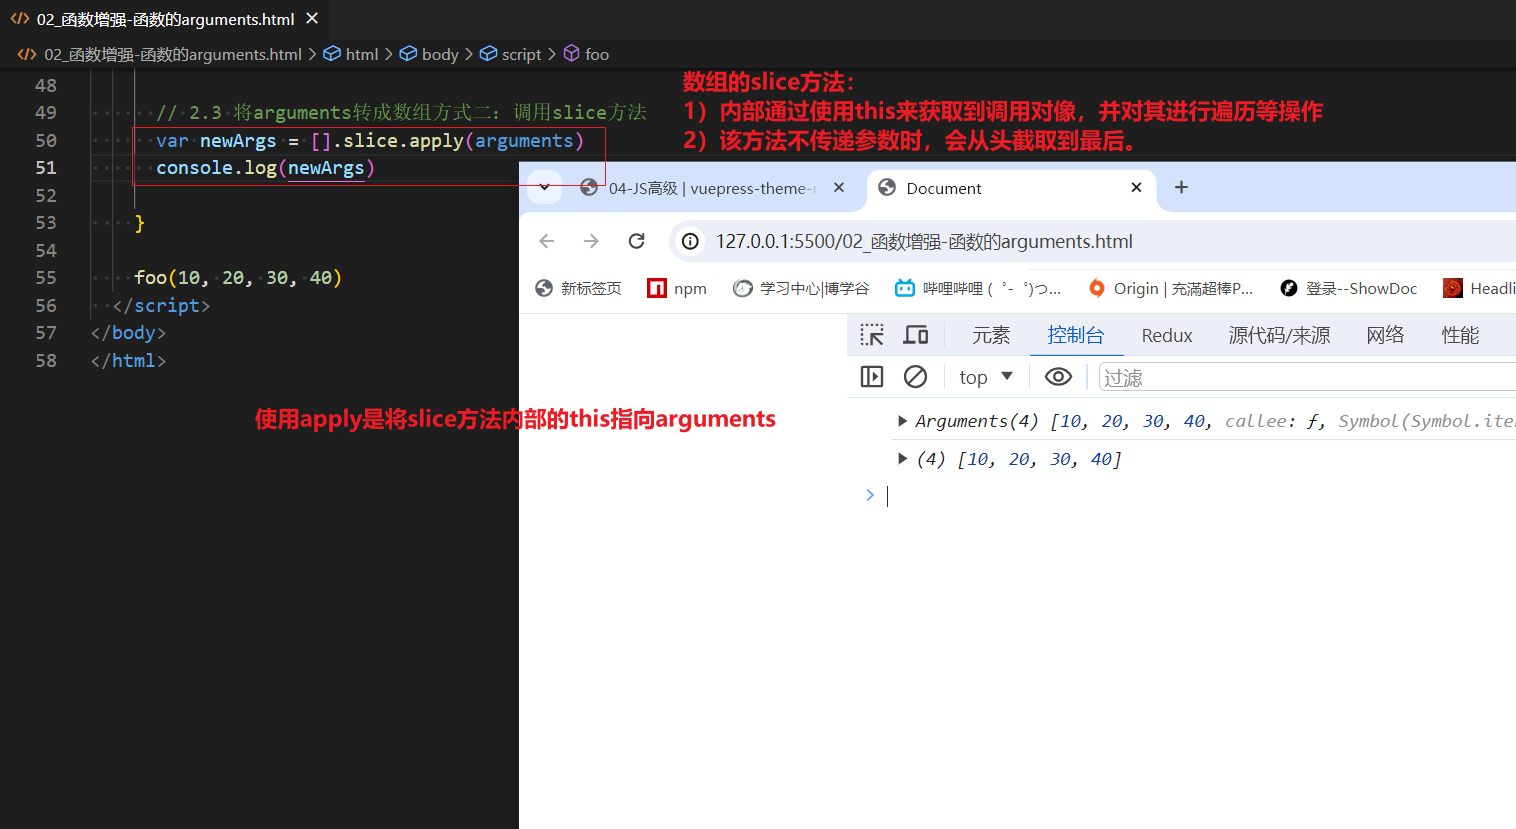 02_函数增强-函数的arguments.html
02_函数增强-函数的arguments.html > html > body > script > foo
数组的slice方法：
1）内部通过使用this来获取到调用对像，并对其进行遍历等操作
2）该方法不传递参数时，会从头截取到最后。
48
49 // 2.3 将arguments转成数组方式二：调用slice方法
50 var newArgs = [].slice.apply(arguments)
51 console.log(newArgs)
52
53 }
54
55 foo(10, 20, 30, 40)
56 </script>
57 </body>
58 </html>
使用apply是将slice方法内部的this指向arguments
04-JS高级 | vuepress-theme-
Document
127.0.0.1:5500/02_函数增强-函数的arguments.html
新标签页 npm 学习中心|博学谷 哔哩哔哩 (゜-゜)つ... Origin | 充满超棒P... 登录--ShowDoc Headli
元素 控制台 Redux 源代码/来源 网络 性能
top 过滤
Arguments(4) [10, 20, 30, 40, callee: ƒ, Symbol(Symbol.ite
(4) [10, 20, 30, 40]